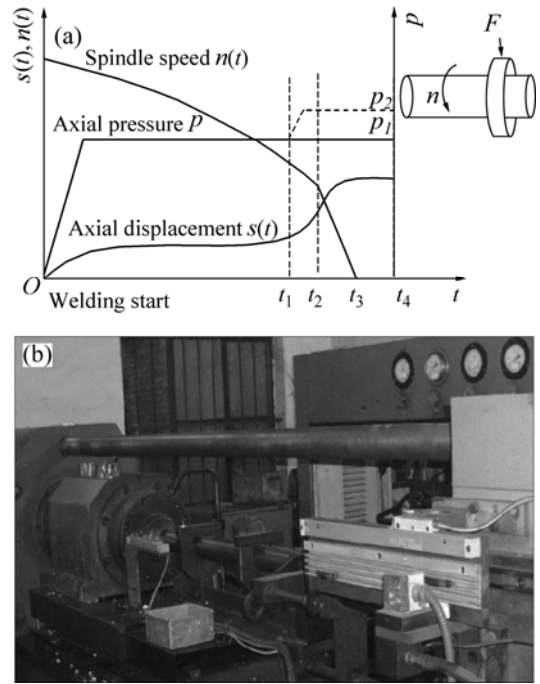 s(t), n(t)
(a)
Spindle speed n(t)
p
F
n
p2
p1
Axial pressure p
Axial displacement s(t)
O
Welding start
t1
t2
t3
t4
t
(b)